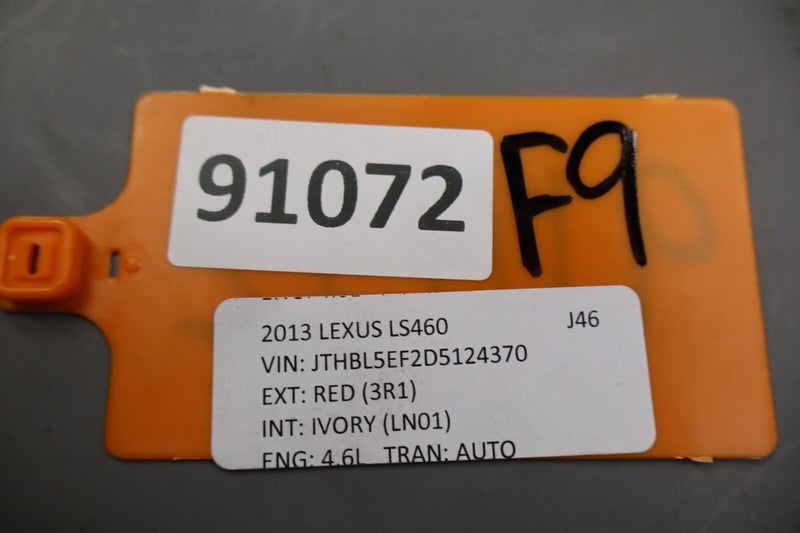 91072
F9
2013 LEXUS LS460 J46
VIN: JTHBL5EF2D5124370
EXT: RED (3R1)
INT: IVORY (LN01)
ENG: 4.6L TRAN: AUTO